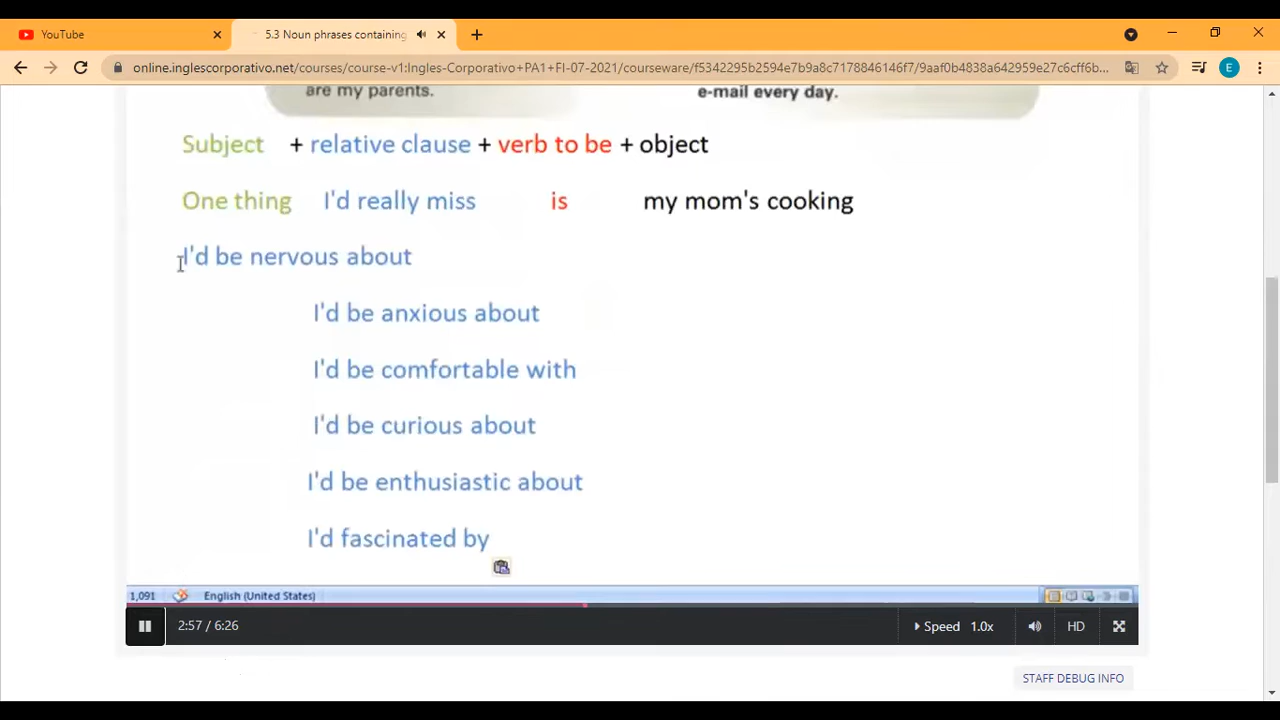 YouTube
5.3 Noun phrases containing
online.inglescorporativo.net/courses/course-v1:Ingles-Corporativo+PA1+FI-07-2021/courseware/f5342295b2594e7b9a8c7178846146f7/9aaf0b4838a642959e27c6cff6b...
E
are my parents.
e-mail every day.
Subject + relative clause + verb to be + object
One thing I'd really miss is my mom's cooking
I'd be nervous about
I'd be anxious about
I'd be comfortable with
I'd be curious about
I'd be enthusiastic about
I'd fascinated by
1,091 English (United States)
2:57 / 6:26 Speed 1.0x HD
STAFF DEBUG INFO